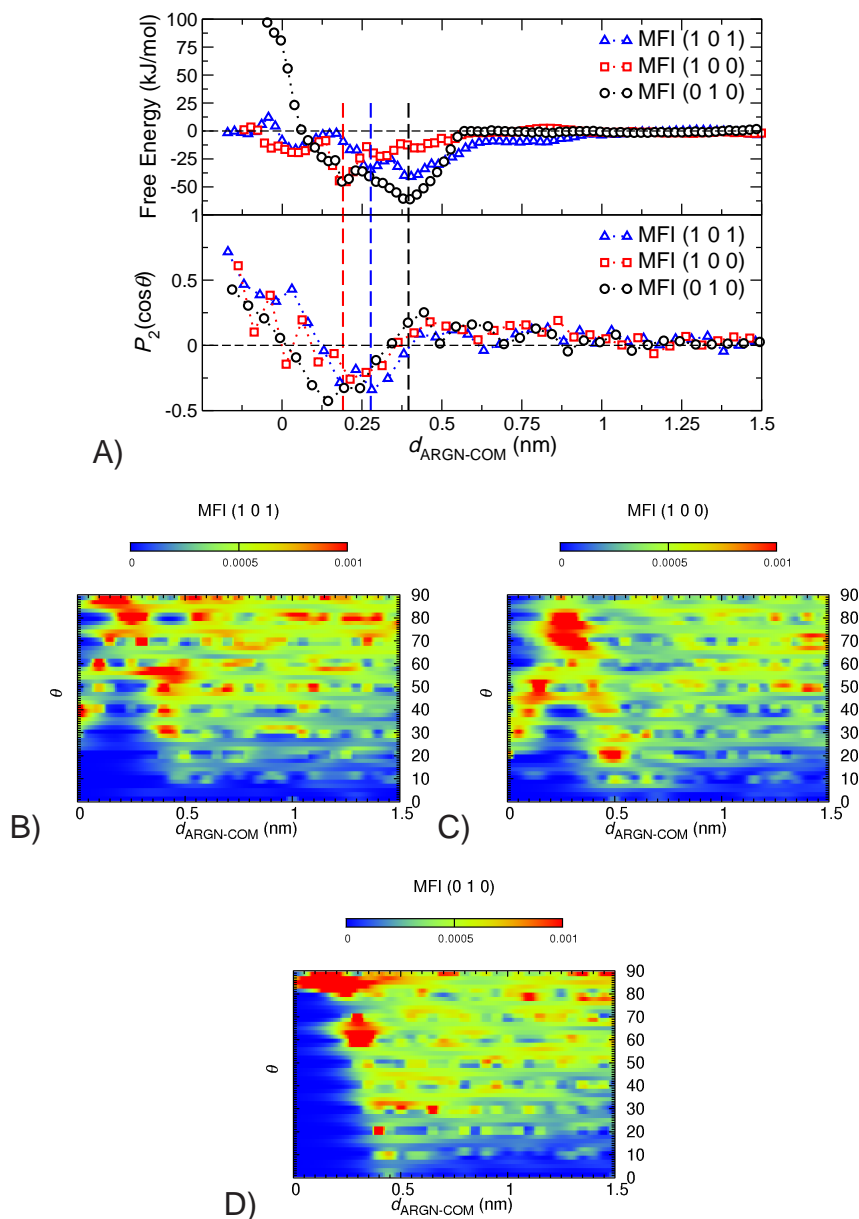 100
75
50
25
0
-25
-50
Free Energy (kJ/mol)
MFI (1 0 1)
MFI (1 0 0)
MFI (0 1 0)
1
0.5
0
-0.5
P2(cosθ)
MFI (1 0 1)
MFI (1 0 0)
MFI (0 1 0)
0 0.25 0.5 0.75 1 1.25 1.5
dARGN-COM (nm)
A)
MFI (1 0 1)
0 0.0005 0.001
90
80
70
60
50
40
30
20
10
0
θ
0 0.5 1 1.5
dARGN-COM (nm)
B)
MFI (1 0 0)
0 0.0005 0.001
90
80
70
60
50
40
30
20
10
0
θ
0 0.5 1 1.5
dARGN-COM (nm)
C)
MFI (0 1 0)
0 0.0005 0.001
90
80
70
60
50
40
30
20
10
0
θ
0 0.5 1 1.5
dARGN-COM (nm)
D)